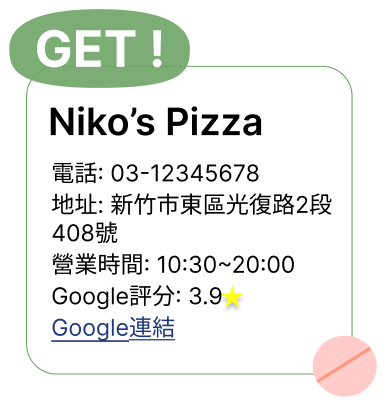 GET !
Niko’s Pizza
電話: 03-12345678
地址: 新竹市東區光復路2段
408號
營業時間: 10:30~20:00
Google評分: 3.9★
Google連結